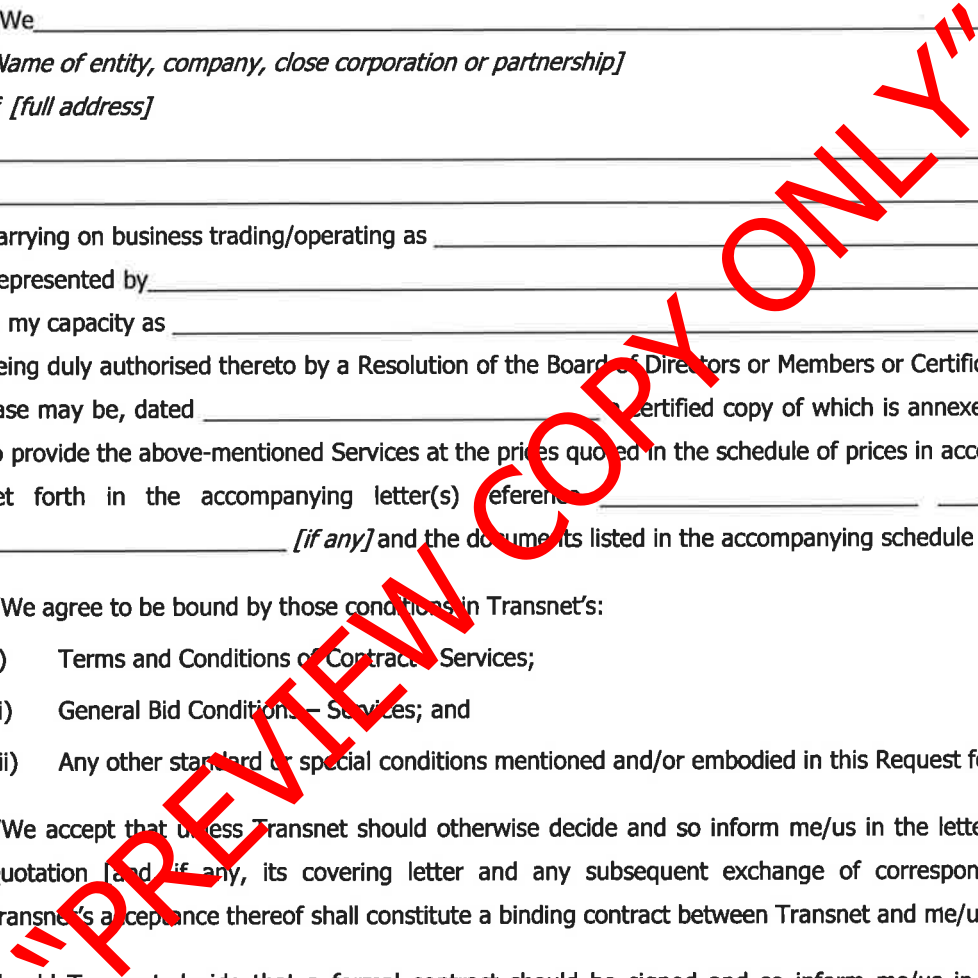 We
Name of entity, company, close corporation or partnership]
[full address]
arrying on business trading/operating as
epresented by
my capacity as
eing duly authorised thereto by a Resolution of the Board of Directors or Members or Certific
ase may be, dated a certified copy of which is annexe
o provide the above-mentioned Services at the prices quoted in the schedule of prices in acc
et forth in the accompanying letter(s) reference
[if any] and the documents listed in the accompanying schedule
We agree to be bound by those conditions in Transnet's:
) Terms and Conditions of Contract - Services;
i) General Bid Conditions – Services; and
ii) Any other standard or special conditions mentioned and/or embodied in this Request f
We accept that unless Transnet should otherwise decide and so inform me/us in the lette
uotation [and, if any, its covering letter and any subsequent exchange of correspon
ransnet's acceptance thereof shall constitute a binding contract between Transnet and me/u
"PREVIEW COPY ONLY"